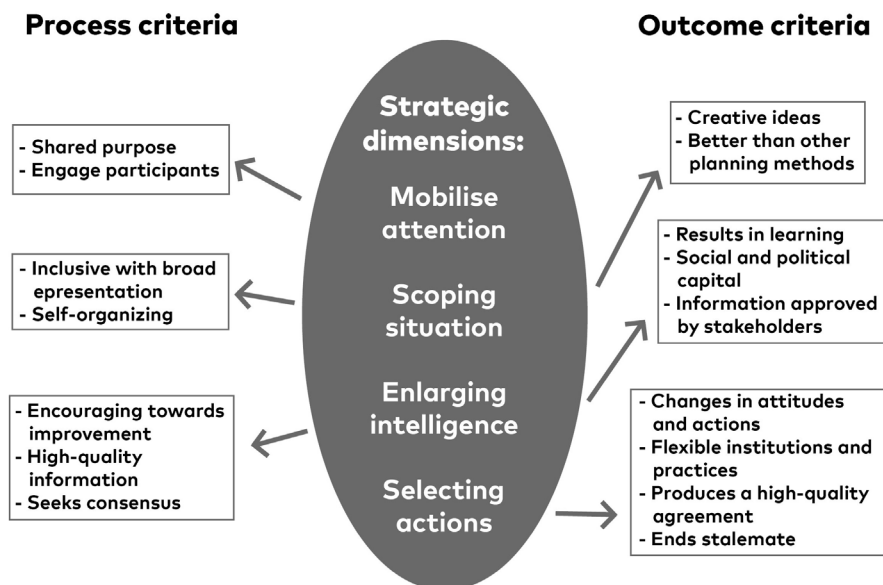 Process criteria
- Shared purpose
- Engage participants
- Inclusive with broad
epresentation
- Self-organizing
- Encouraging towards
improvement
- High-quality
information
- Seeks consensus
Strategic
dimensions:
Mobilise
attention
Scoping
situation
Enlarging
intelligence
Selecting
actions
Outcome criteria
- Creative ideas
- Better than other
planning methods
- Results in learning
- Social and political
capital
- Information approved
by stakeholders
- Changes in attitudes
and actions
- Flexible institutions and
practices
- Produces a high-quality
agreement
- Ends stalemate